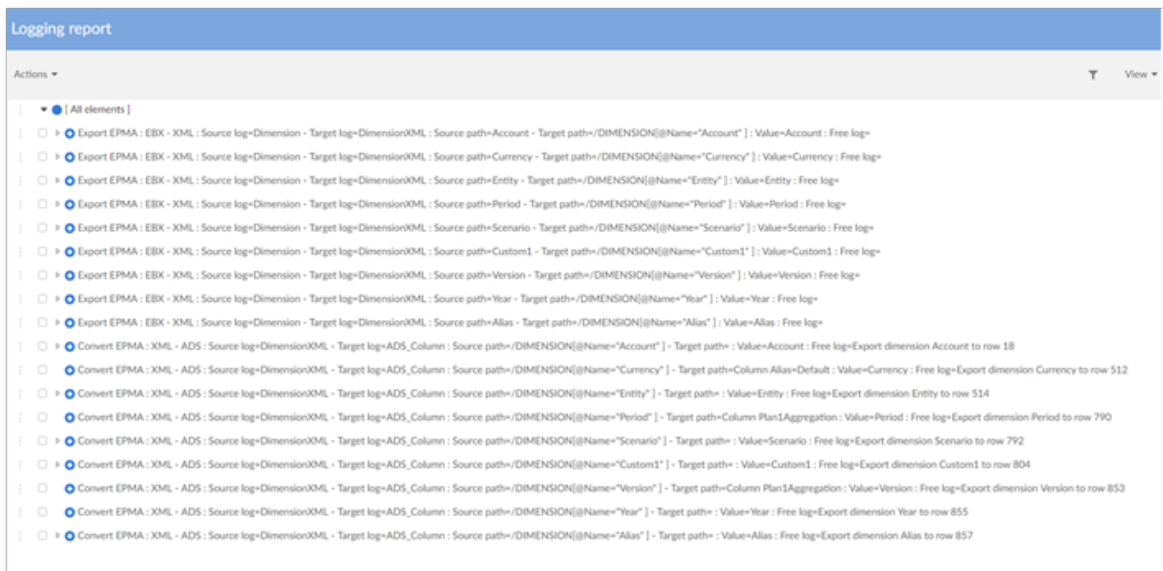 Logging report
Actions
View
[ All elements ]
Export EPMA : EBX - XML : Source log=Dimension - Target log=DimensionXML : Source path=Account - Target path=/DIMENSION[@Name="Account" ] : Value=Account : Free log=
Export EPMA : EBX - XML : Source log=Dimension - Target log=DimensionXML : Source path=Currency - Target path=/DIMENSION[@Name="Currency" ] : Value=Currency : Free log=
Export EPMA : EBX - XML : Source log=Dimension - Target log=DimensionXML : Source path=Entity - Target path=/DIMENSION[@Name="Entity" ] : Value=Entity : Free log=
Export EPMA : EBX - XML : Source log=Dimension - Target log=DimensionXML : Source path=Period - Target path=/DIMENSION[@Name="Period" ] : Value=Period : Free log=
Export EPMA : EBX - XML : Source log=Dimension - Target log=DimensionXML : Source path=Scenario - Target path=/DIMENSION[@Name="Scenario" ] : Value=Scenario : Free log=
Export EPMA : EBX - XML : Source log=Dimension - Target log=DimensionXML : Source path=Custom1 - Target path=/DIMENSION[@Name="Custom1" ] : Value=Custom1 : Free log=
Export EPMA : EBX - XML : Source log=Dimension - Target log=DimensionXML : Source path=Version - Target path=/DIMENSION[@Name="Version" ] : Value=Version : Free log=
Export EPMA : EBX - XML : Source log=Dimension - Target log=DimensionXML : Source path=Year - Target path=/DIMENSION[@Name="Year" ] : Value=Year : Free log=
Export EPMA : EBX - XML : Source log=Dimension - Target log=DimensionXML : Source path=Alias - Target path=/DIMENSION[@Name="Alias" ] : Value=Alias : Free log=
Convert EPMA : XML - ADS : Source log=DimensionXML - Target log=ADS_Column : Source path=/DIMENSION[@Name="Account" ] - Target path= : Value=Account : Free log=Export dimension Account to row 18
Convert EPMA : XML - ADS : Source log=DimensionXML - Target log=ADS_Column : Source path=/DIMENSION[@Name="Currency" ] - Target path=Column Alias=Default : Value=Currency : Free log=Export dimension Currency to row 512
Convert EPMA : XML - ADS : Source log=DimensionXML - Target log=ADS_Column : Source path=/DIMENSION[@Name="Entity" ] - Target path= : Value=Entity : Free log=Export dimension Entity to row 514
Convert EPMA : XML - ADS : Source log=DimensionXML - Target log=ADS_Column : Source path=/DIMENSION[@Name="Period" ] - Target path=Column Plan1Aggregation : Value=Period : Free log=Export dimension Period to row 790
Convert EPMA : XML - ADS : Source log=DimensionXML - Target log=ADS_Column : Source path=/DIMENSION[@Name="Scenario" ] - Target path= : Value=Scenario : Free log=Export dimension Scenario to row 792
Convert EPMA : XML - ADS : Source log=DimensionXML - Target log=ADS_Column : Source path=/DIMENSION[@Name="Custom1" ] - Target path= : Value=Custom1 : Free log=Export dimension Custom1 to row 804
Convert EPMA : XML - ADS : Source log=DimensionXML - Target log=ADS_Column : Source path=/DIMENSION[@Name="Version" ] - Target path=Column Plan1Aggregation : Value=Version : Free log=Export dimension Version to row 853
Convert EPMA : XML - ADS : Source log=DimensionXML - Target log=ADS_Column : Source path=/DIMENSION[@Name="Year" ] - Target path= : Value=Year : Free log=Export dimension Year to row 855
Convert EPMA : XML - ADS : Source log=DimensionXML - Target log=ADS_Column : Source path=/DIMENSION[@Name="Alias" ] - Target path= : Value=Alias : Free log=Export dimension Alias to row 857